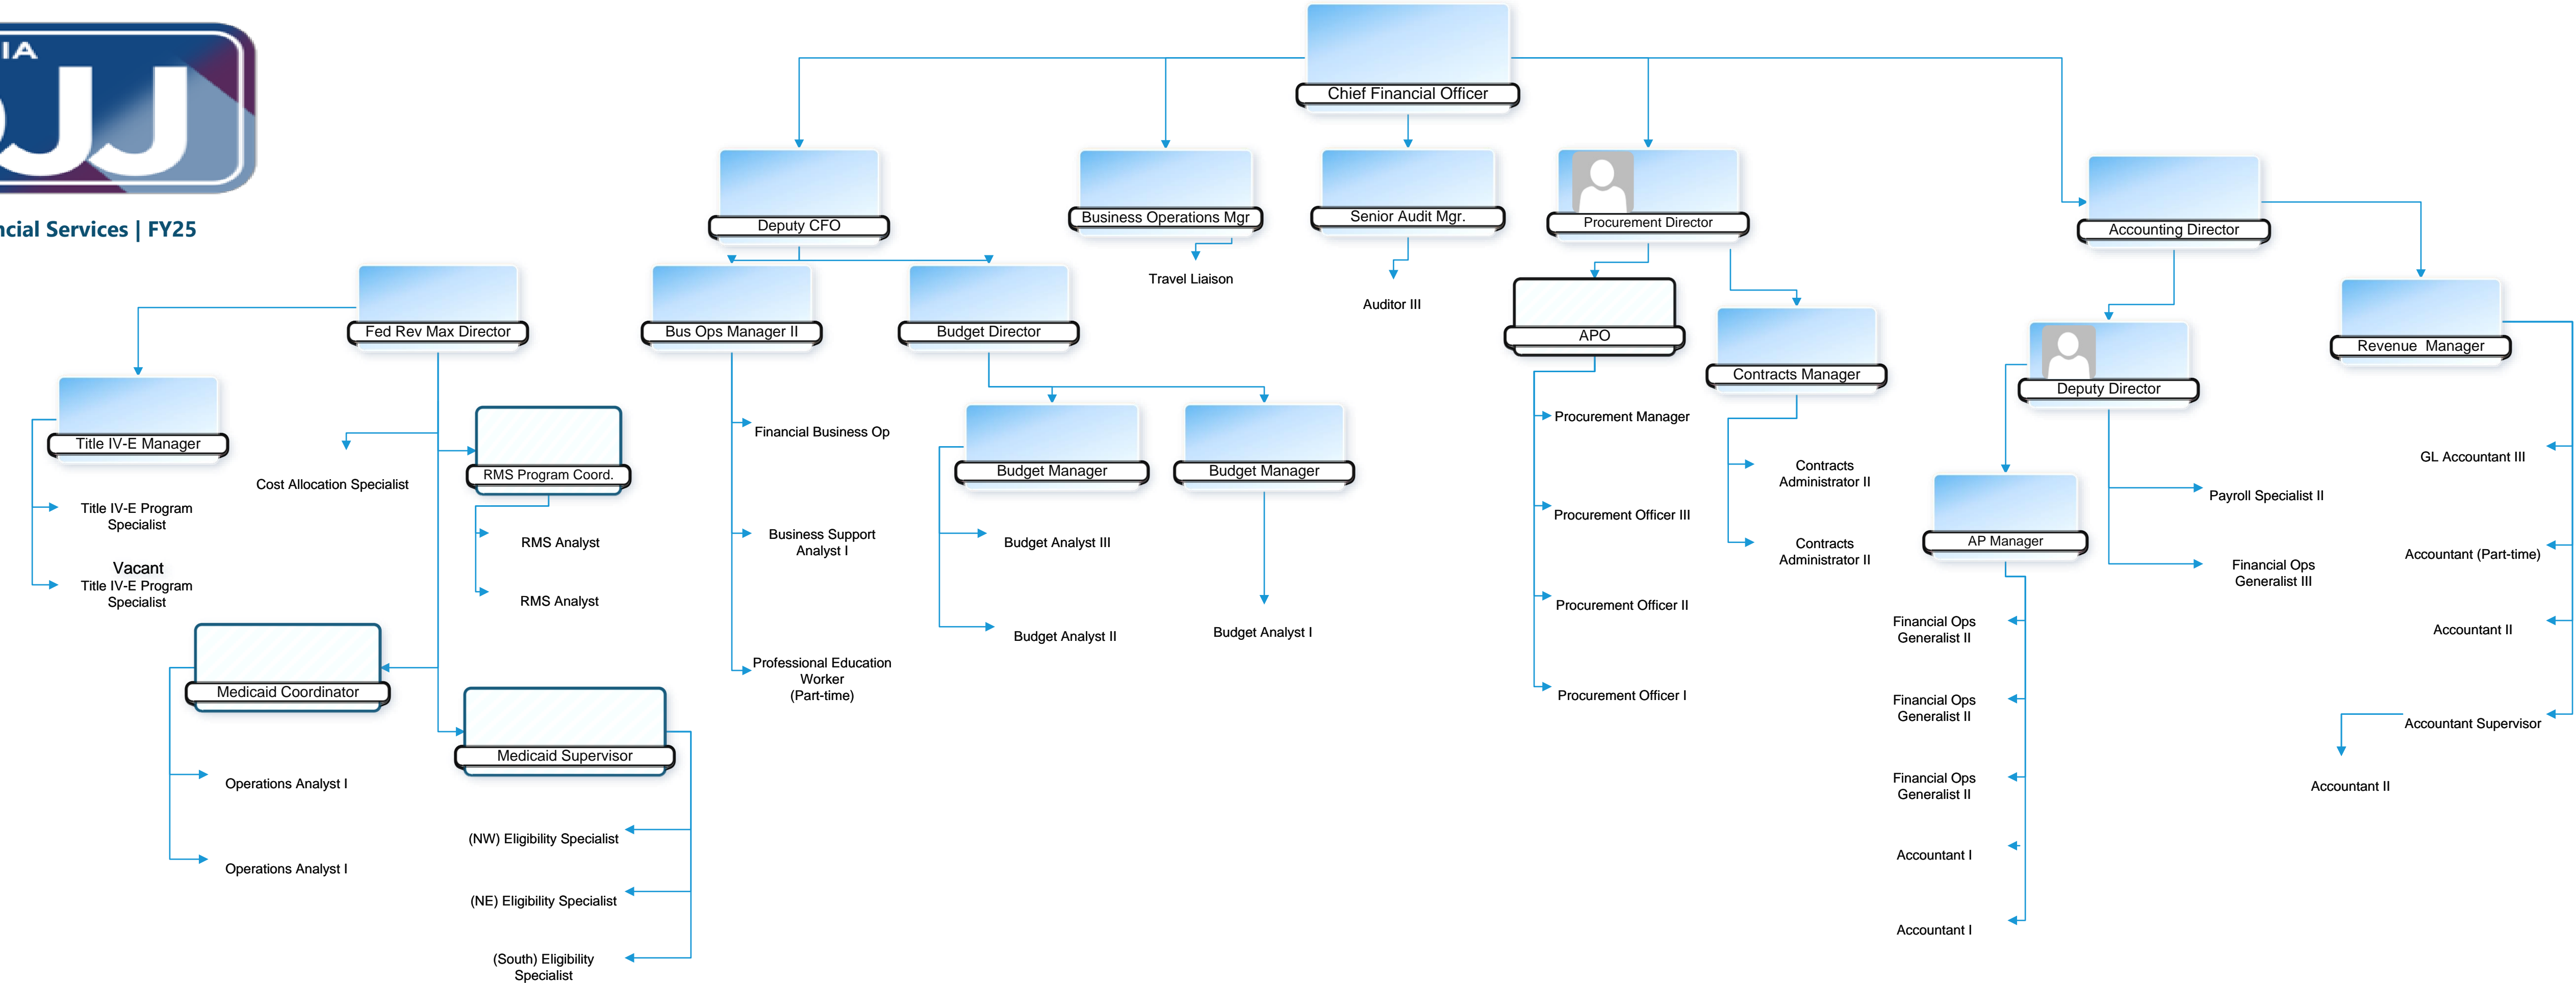 IA
JJ
ncial Services | FY25
Chief Financial Officer
Deputy CFO
Business Operations Mgr
Senior Audit Mgr.
Procurement Director
Accounting Director
Travel Liaison
Auditor III
Fed Rev Max Director
Bus Ops Manager II
Budget Director
APO
Contracts Manager
Deputy Director
Revenue  Manager
Title IV-E Manager
Cost Allocation Specialist
RMS Program Coord.
Financial Business Op
Budget Manager
Budget Manager
Procurement Manager
Contracts
Administrator II
Contracts
Administrator II
AP Manager
Payroll Specialist II
Financial Ops
Generalist III
GL Accountant III
Accountant (Part-time)
Accountant II
Accountant Supervisor
Accountant II
Title IV-E Program
Specialist
Vacant
Title IV-E Program
Specialist
RMS Analyst
RMS Analyst
Business Support
Analyst I
Professional Education
Worker
(Part-time)
Budget Analyst III
Budget Analyst II
Budget Analyst I
Procurement Officer III
Procurement Officer II
Procurement Officer I
Financial Ops
Generalist II
Financial Ops
Generalist II
Financial Ops
Generalist II
Accountant I
Accountant I
Medicaid Coordinator
Medicaid Supervisor
Operations Analyst I
Operations Analyst I
(NW) Eligibility Specialist
(NE) Eligibility Specialist
(South) Eligibility
Specialist